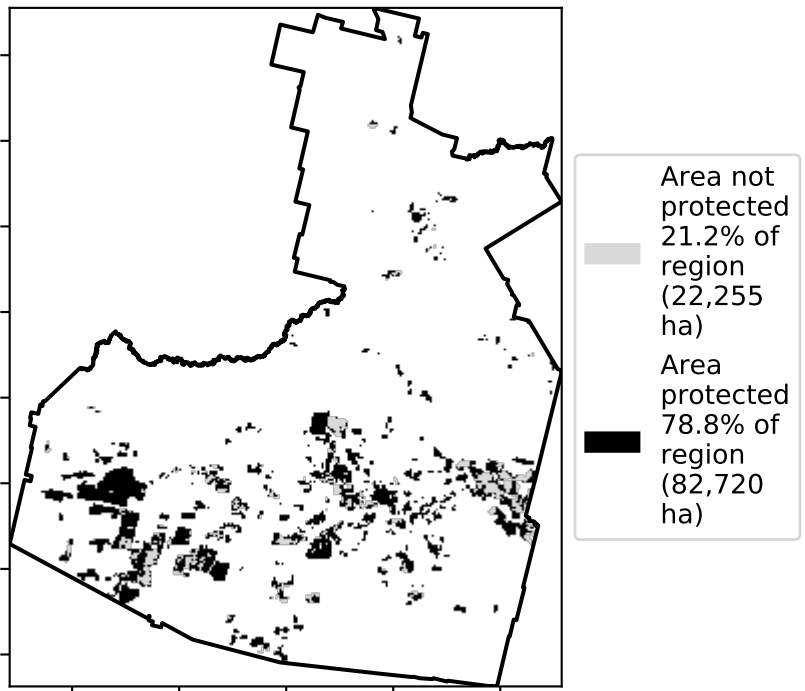 Area not
protected
21.2% of
region
(22,255
ha)
Area
protected
78.8% of
region
(82,720
ha)